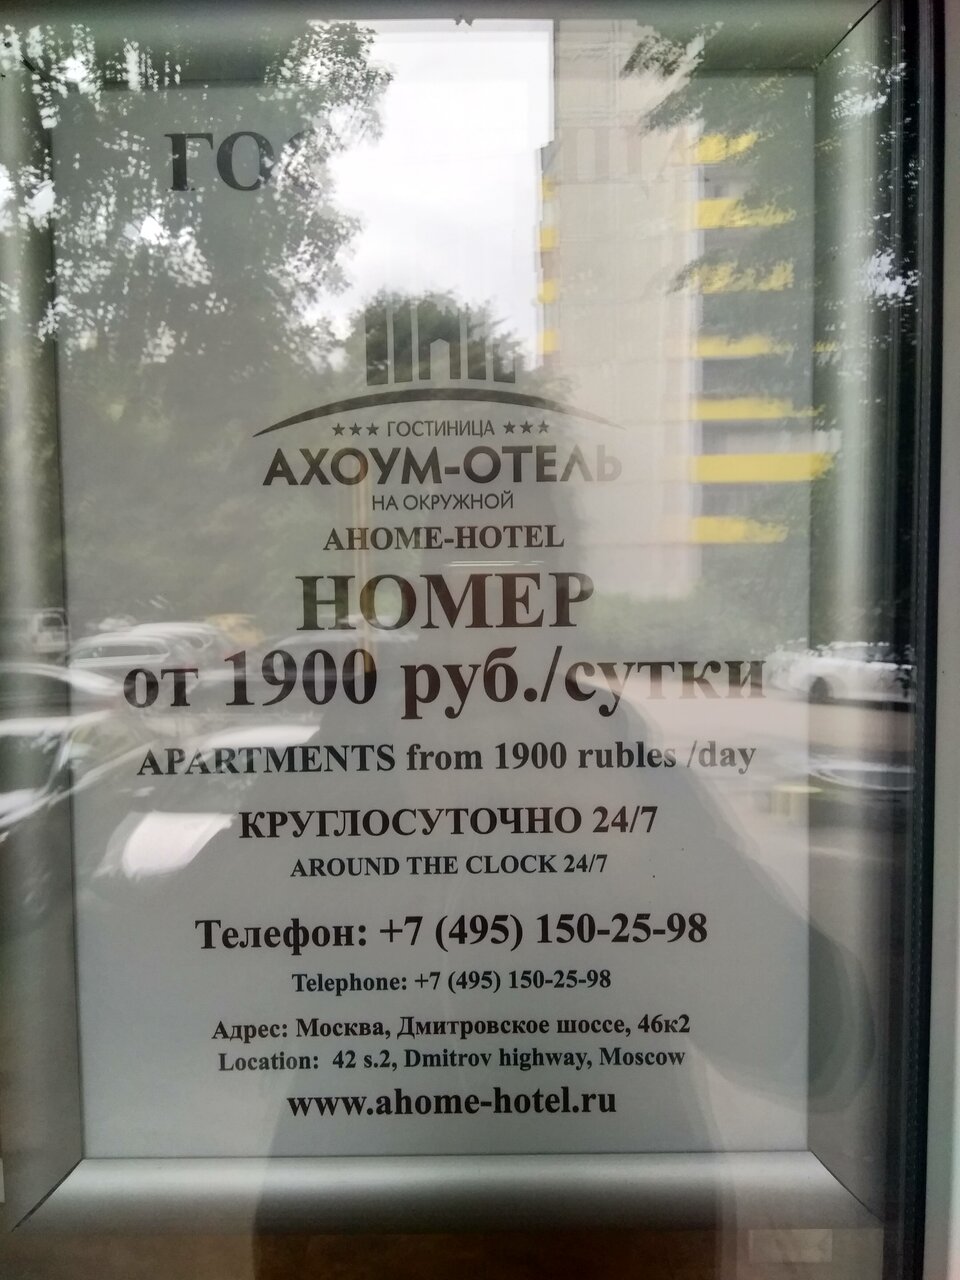 ГОСТИНИЦА
*** ГОСТИНИЦА ***
АХОУМ-ОТЕЛЬ
НА ОКРУЖНОЙ
AHOME-HOTEL
НОМЕР
от 1900 руб./сутки
APARTMENTS from 1900 rubles /day
КРУГЛОСУТОЧНО 24/7
AROUND THE CLOCK 24/7
Телефон: +7 (495) 150-25-98
Telephone: +7 (495) 150-25-98
Адрес: Москва, Дмитровское шоссе, 46к2
Location: 42 s.2, Dmitrov highway, Moscow
www.ahome-hotel.ru